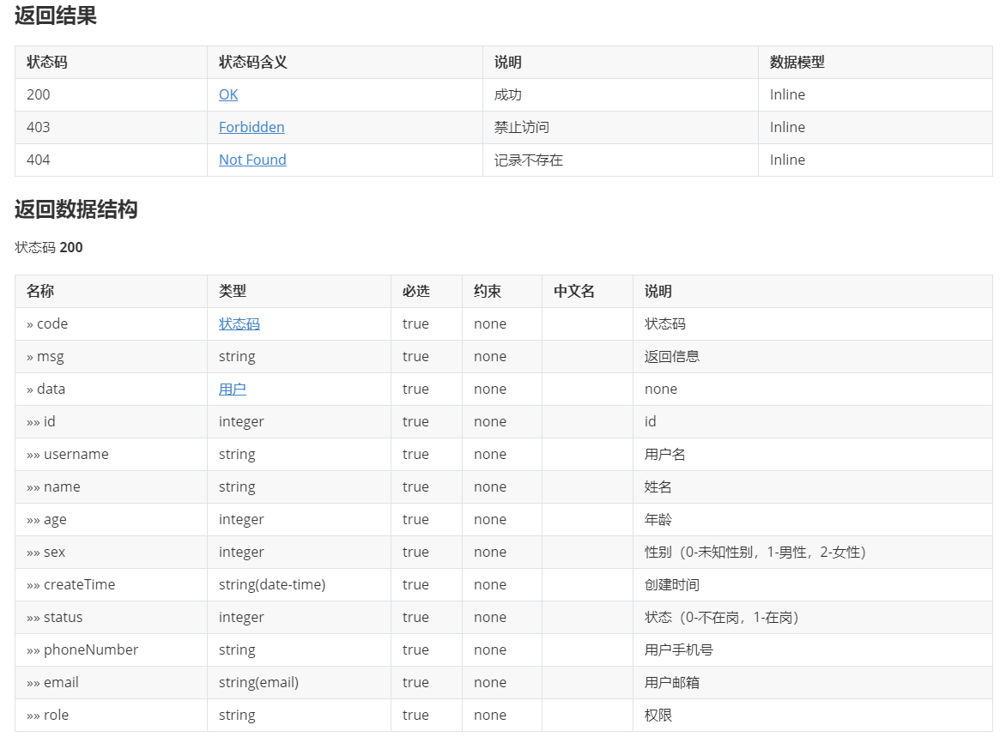 返回结果
状态码 状态码含义 说明 数据模型
200 OK 成功 Inline
403 Forbidden 禁止访问 Inline
404 Not Found 记录不存在 Inline
返回数据结构
状态码 200
名称 类型 必选 约束 中文名 说明
» code 状态码 true none 状态码
» msg string true none 返回信息
» data 用户 true none none
»» id integer true none id
»» username string true none 用户名
»» name string true none 姓名
»» age integer true none 年龄
»» sex integer true none 性别（0-未知性别，1-男性，2-女性）
»» createTime string(date-time) true none 创建时间
»» status integer true none 状态（0-不在岗，1-在岗）
»» phoneNumber string true none 用户手机号
»» email string(email) true none 用户邮箱
»» role string true none 权限